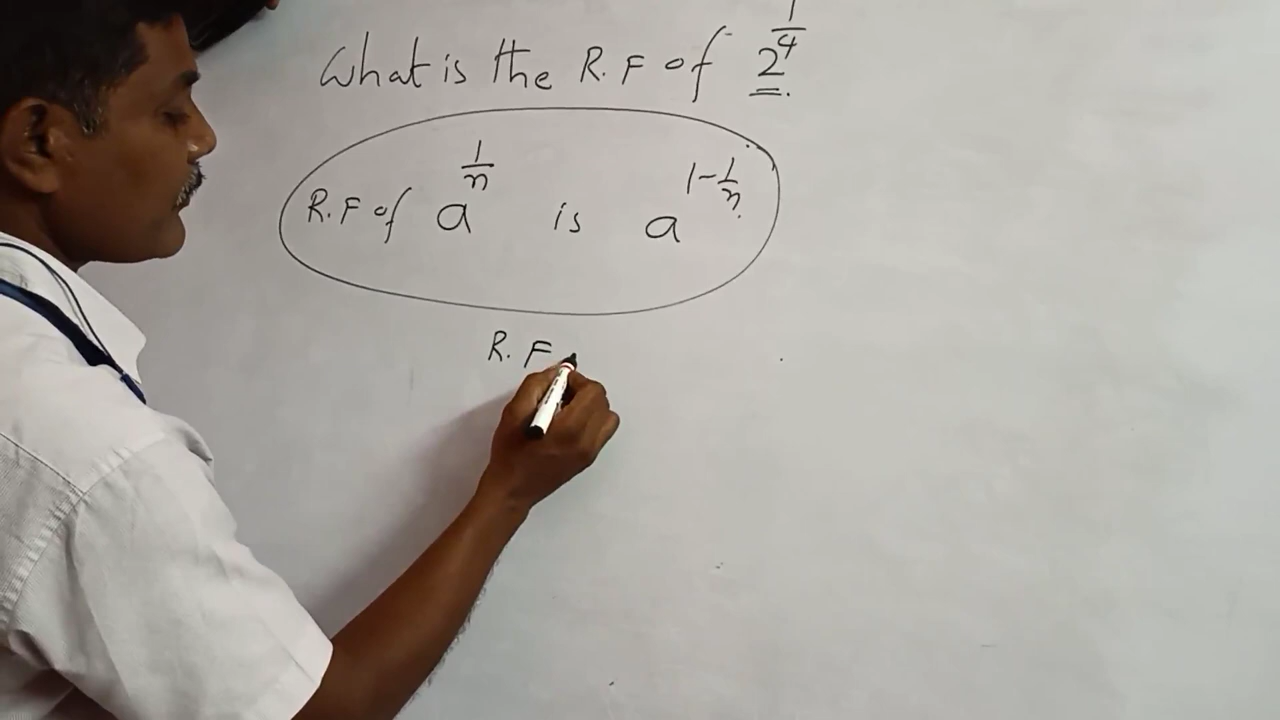 What is the R.F of 2^1/4.
R.F of a^1/n is a^1-1/n.
R.F